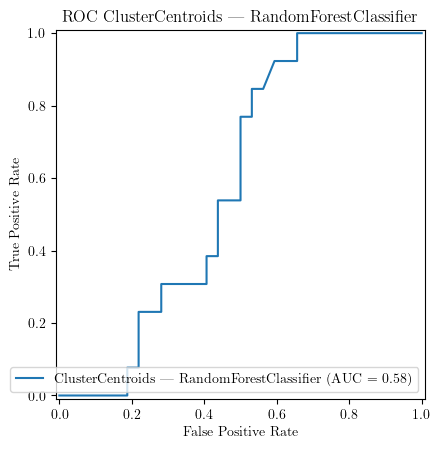 ROC ClusterCentroids — RandomForestClassifier
1.0
0.8
0.6
0.4
0.2
0.0
True Positive Rate
ClusterCentroids — RandomForestClassifier (AUC = 0.58)
0.0 0.2 0.4 0.6 0.8 1.0
False Positive Rate